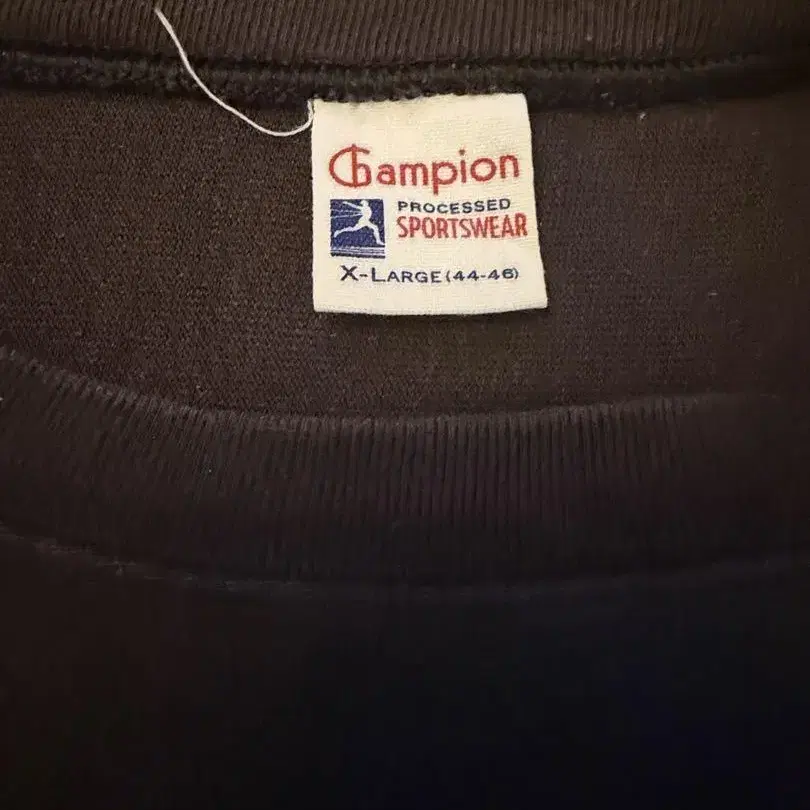 Champion
PROCESSED
SPORTSWEAR
X-LARGE (44-46)